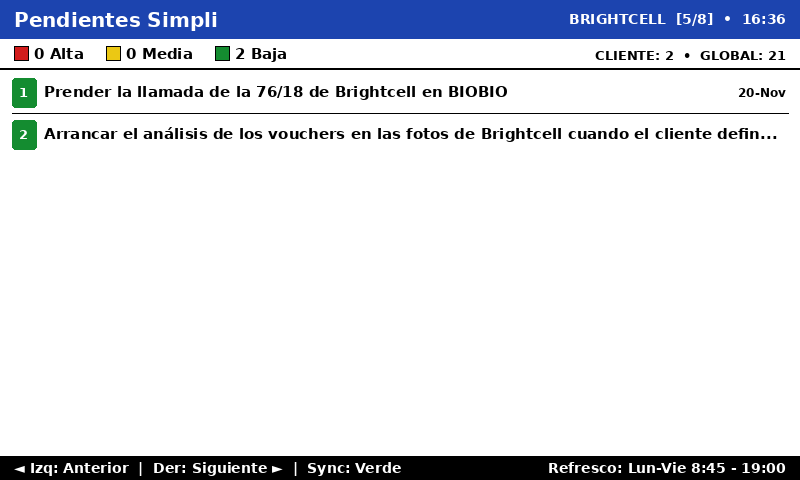 Pendientes Simpli
BRIGHTCELL [5/8] • 16:36
0 Alta 0 Media 2 Baja
CLIENTE: 2 • GLOBAL: 21
1 Prender la llamada de la 76/18 de Brightcell en BIOBIO 20-Nov
2 Arrancar el análisis de los vouchers en las fotos de Brightcell cuando el cliente defin...
◄ Izq: Anterior | Der: Siguiente ► | Sync: Verde
Refresco: Lun-Vie 8:45 - 19:00